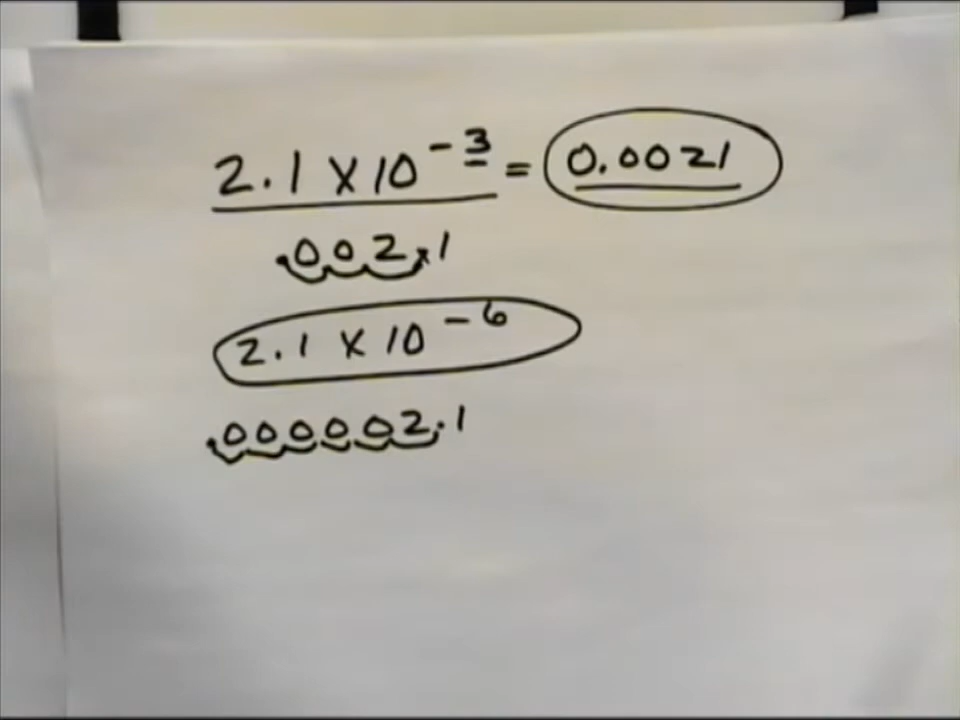 2.1 X 10⁻³ = 0.0021
.002.1
2.1 X 10⁻⁶
.000002.1